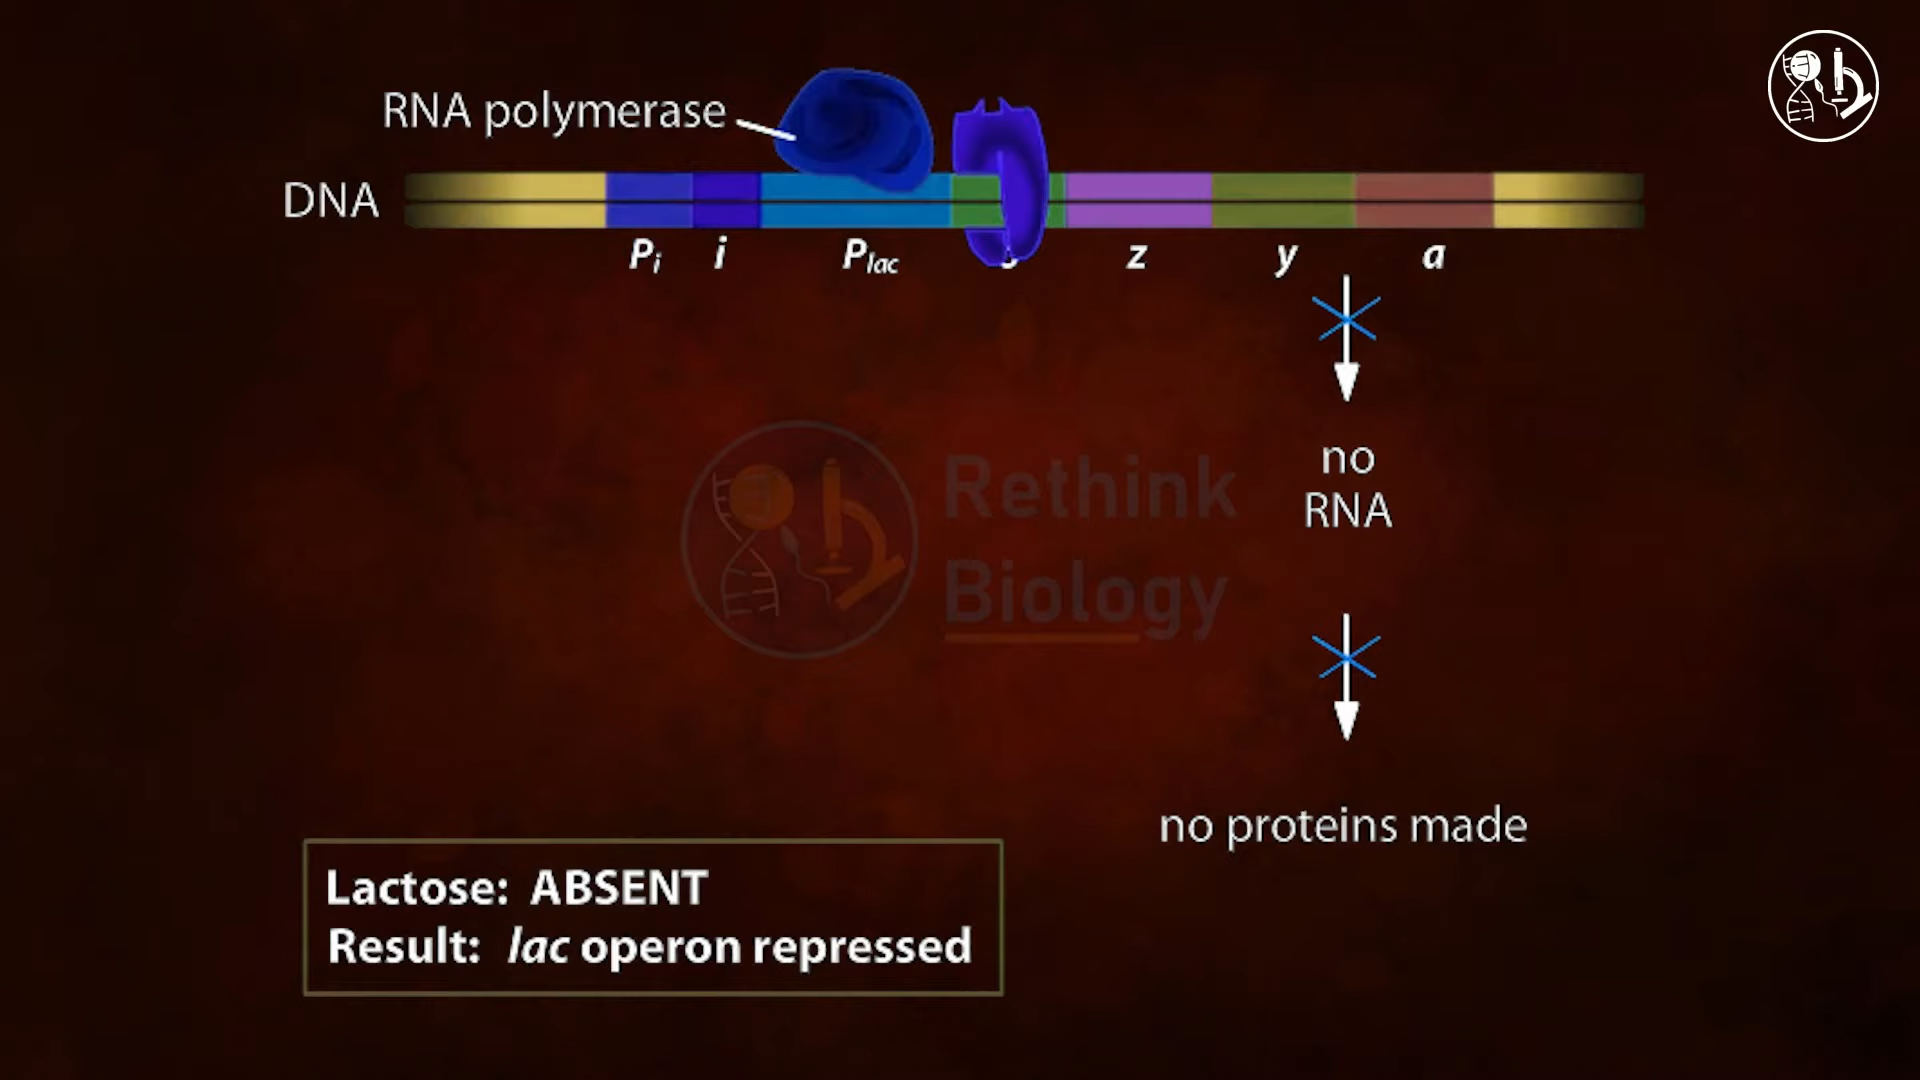 RNA polymerase
DNA
Pi i Plac z y a
no
RNA
Rethink
Biology
no proteins made
Lactose: ABSENT
Result: lac operon repressed